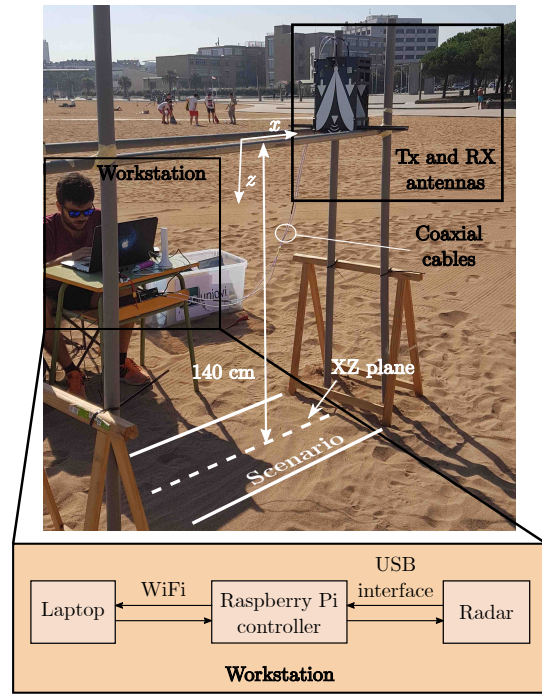 x
Workstation
z
Tx and RX
antennas
Coaxial
cables
uniovi
140 cm
XZ plane
Scenario
USB
WiFi
interface
Laptop
Raspberry Pi
controller
Radar
Workstation